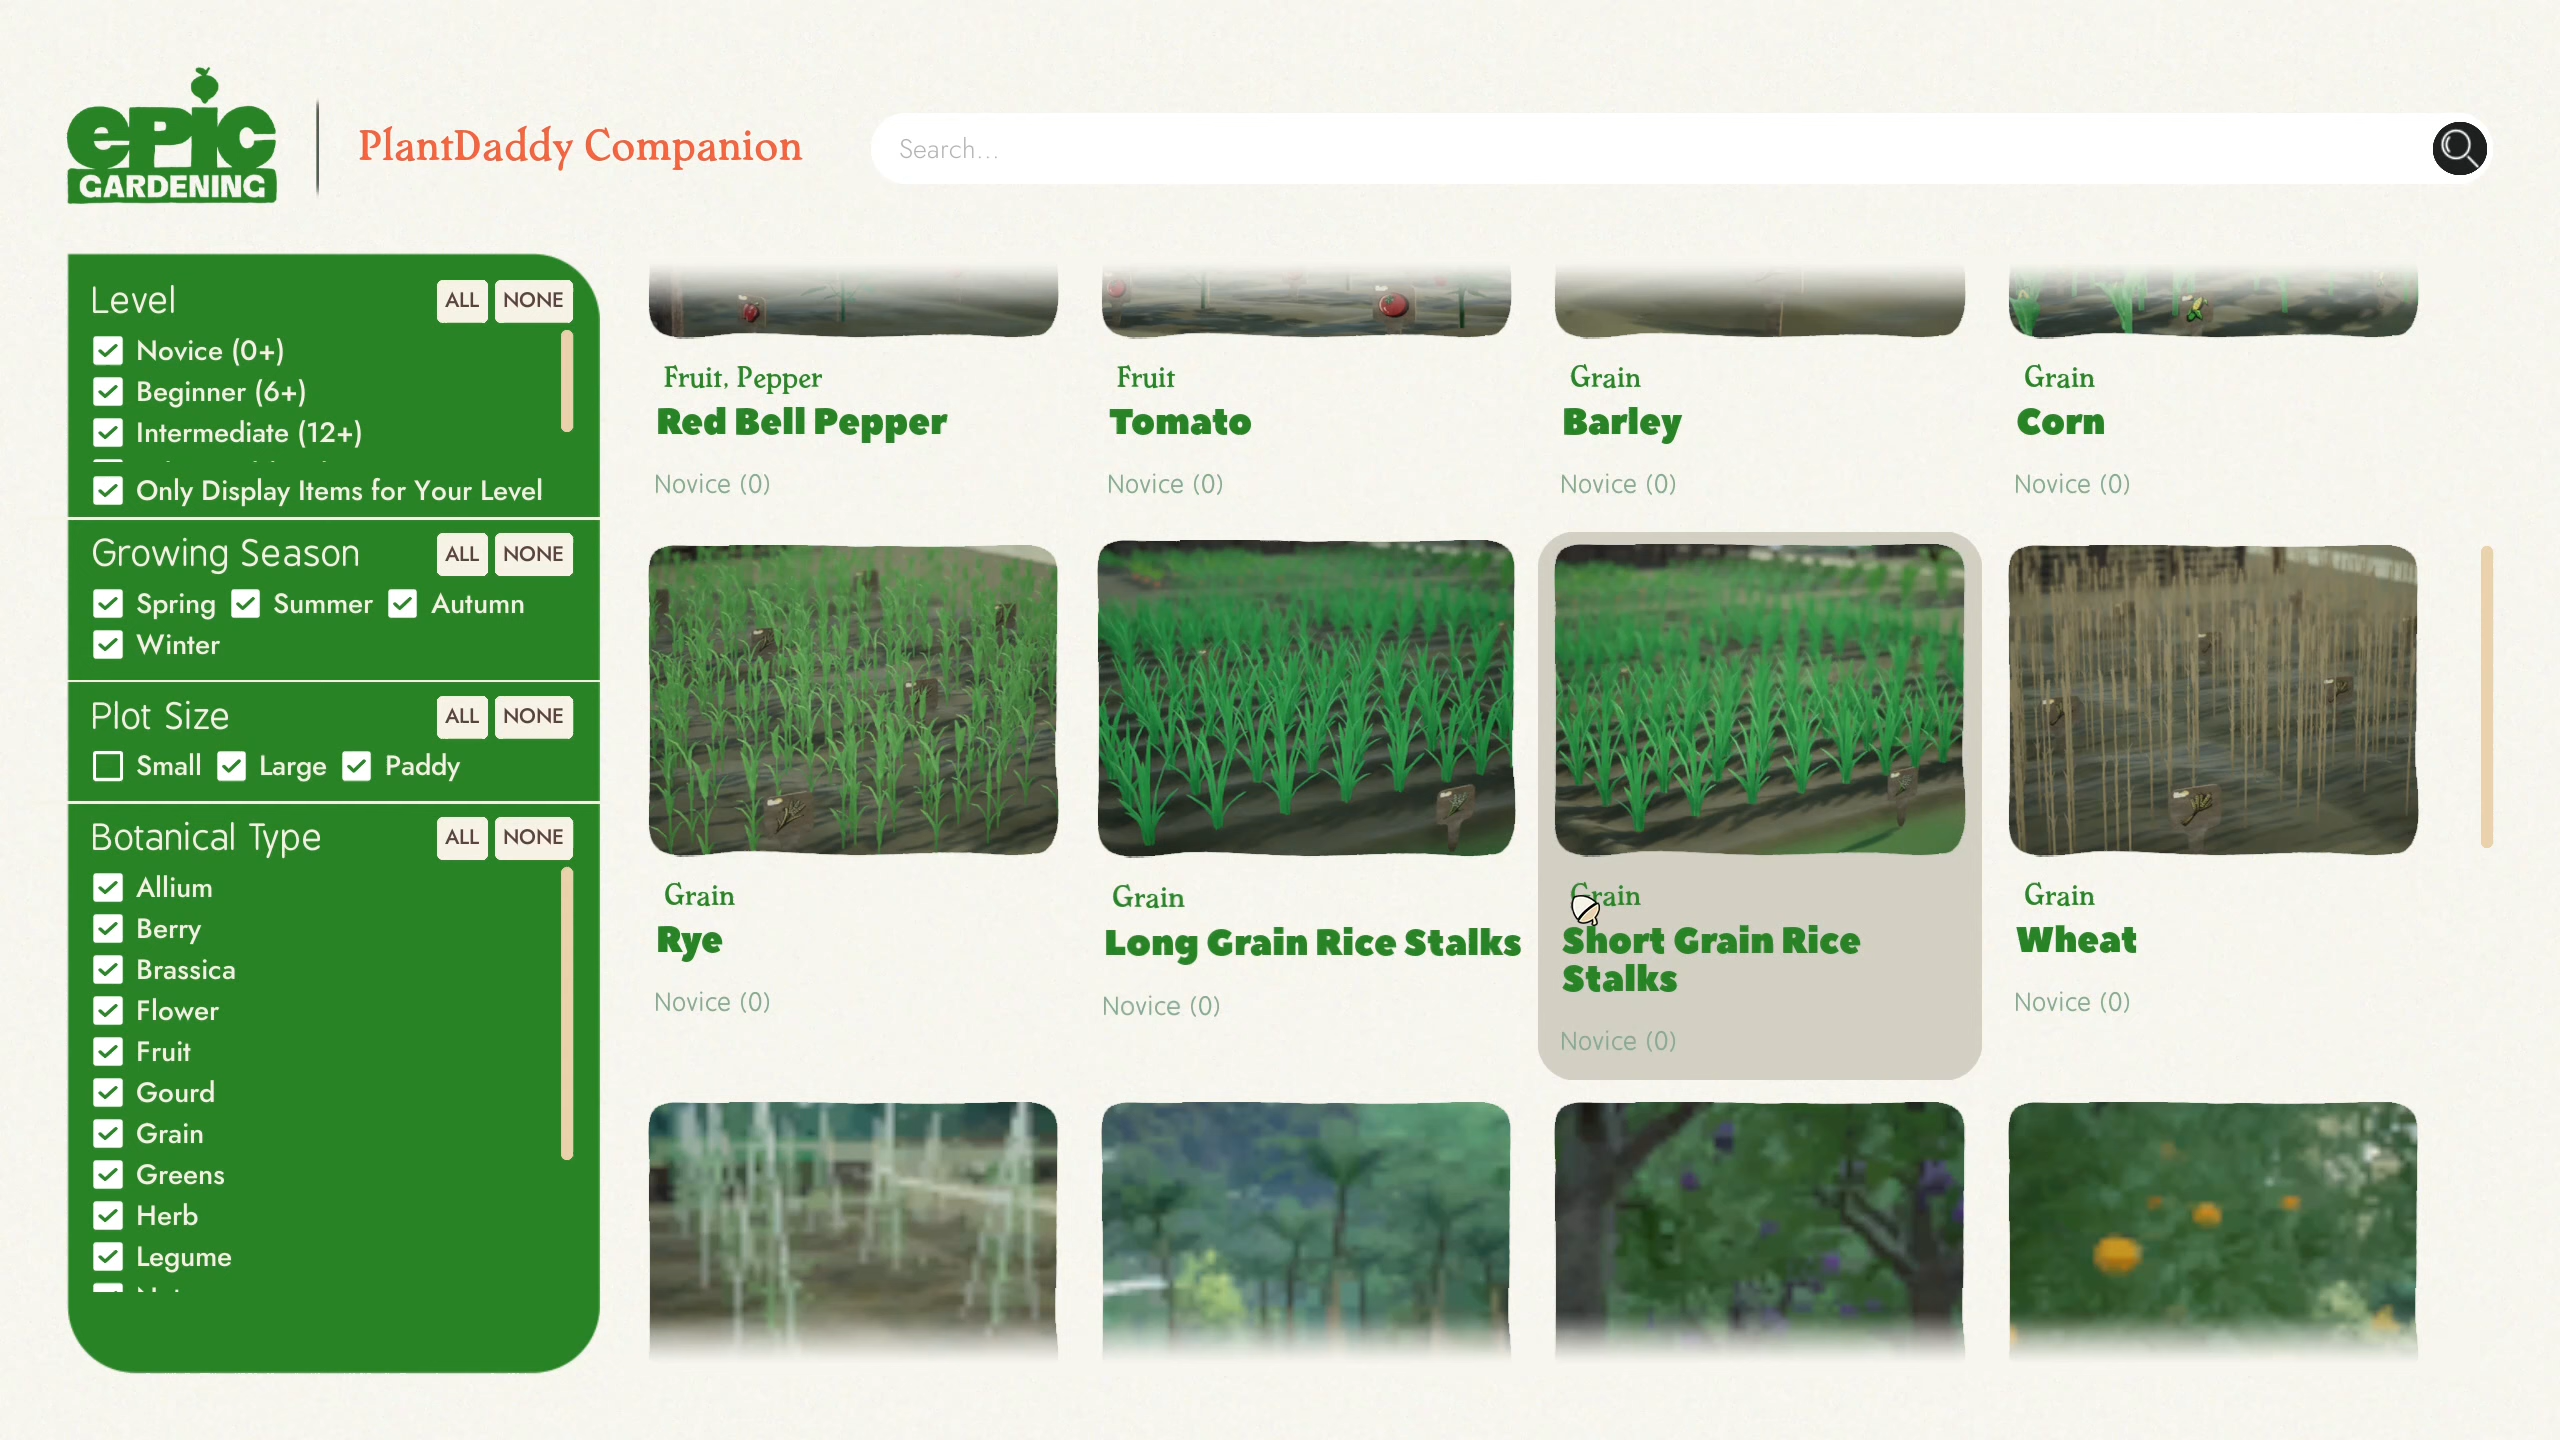 epic
GARDENING
PlantDaddy Companion
Search...
Level
ALL
NONE
Novice (0+)
Beginner (6+)
Intermediate (12+)
Only Display Items for Your Level
Growing Season
ALL
NONE
Spring
Summer
Autumn
Winter
Plot Size
ALL
NONE
Small
Large
Paddy
Botanical Type
ALL
NONE
Allium
Berry
Brassica
Flower
Fruit
Gourd
Grain
Greens
Herb
Legume
Fruit, Pepper
Red Bell Pepper
Novice (0)
Fruit
Tomato
Novice (0)
Grain
Barley
Novice (0)
Grain
Corn
Novice (0)
Grain
Rye
Novice (0)
Grain
Long Grain Rice Stalks
Novice (0)
Grain
Short Grain Rice
Stalks
Novice (0)
Grain
Wheat
Novice (0)